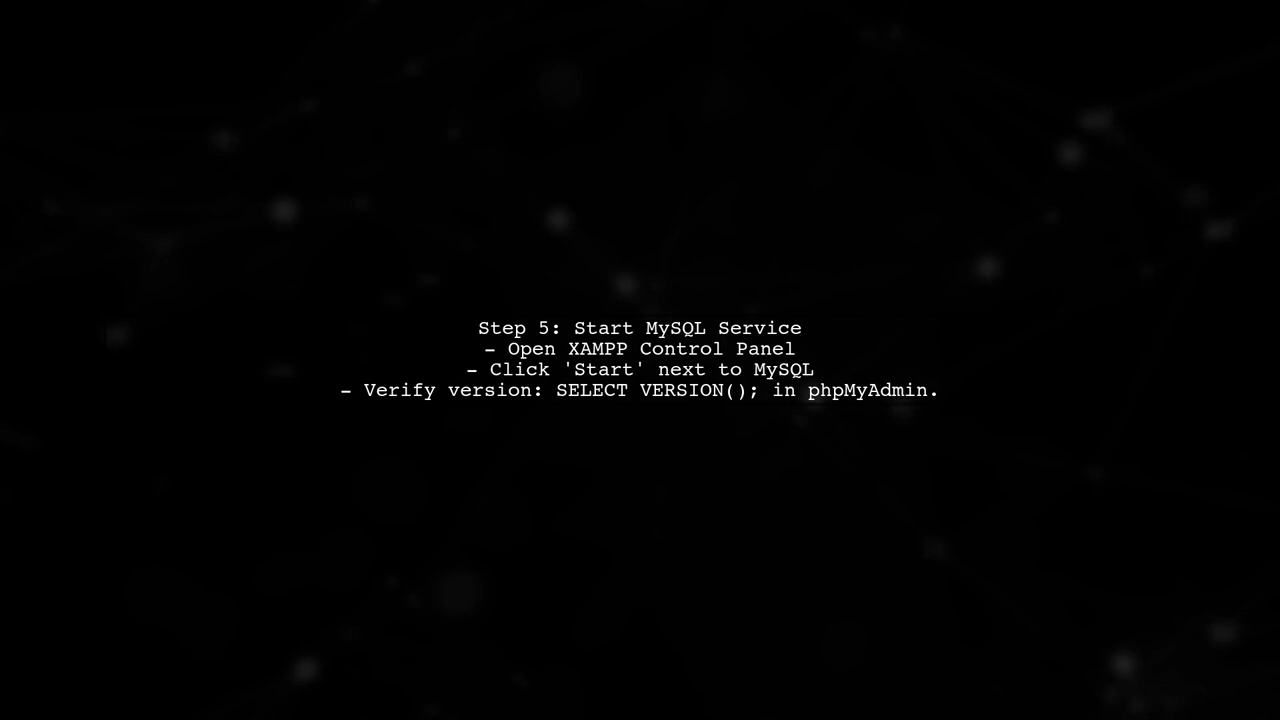 Step 5: Start MySQL Service
- Open XAMPP Control Panel
- Click 'Start' next to MySQL
- Verify version: SELECT VERSION(); in phpMyAdmin.